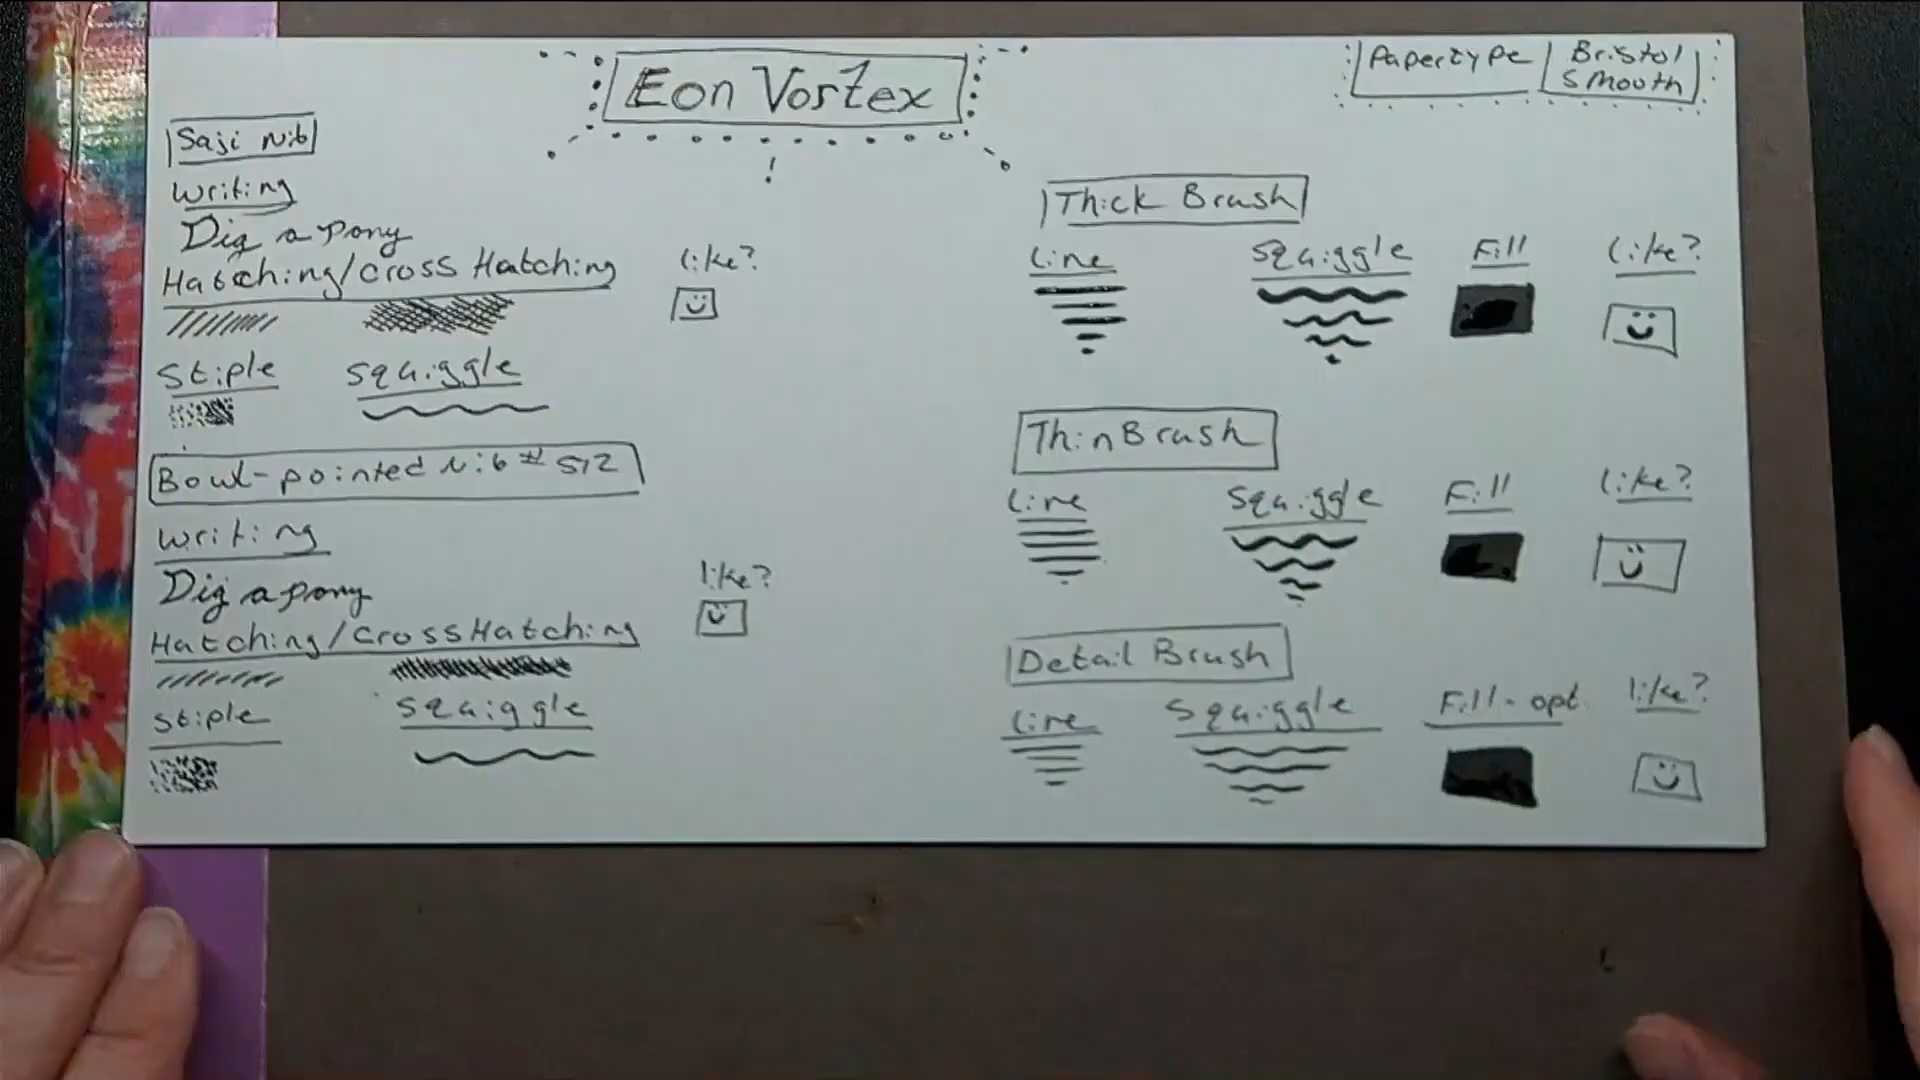 Eon Vortex
!
Papertype | Bristol
Smooth
Saji Nib
Writing
Dig a pony
Hatching/Cross Hatching
like?
Stiple
Squiggle
Bowl-pointed Nib # 512
Writing
Dig a pony
Hatching/Cross Hatching
like?
Stiple
Squiggle
Thick Brush
Line
Squiggle
Fill
Like?
Thin Brush
Line
Squiggle
Fill
Like?
Detail Brush
Line
Squiggle
Fill - opt.
like?